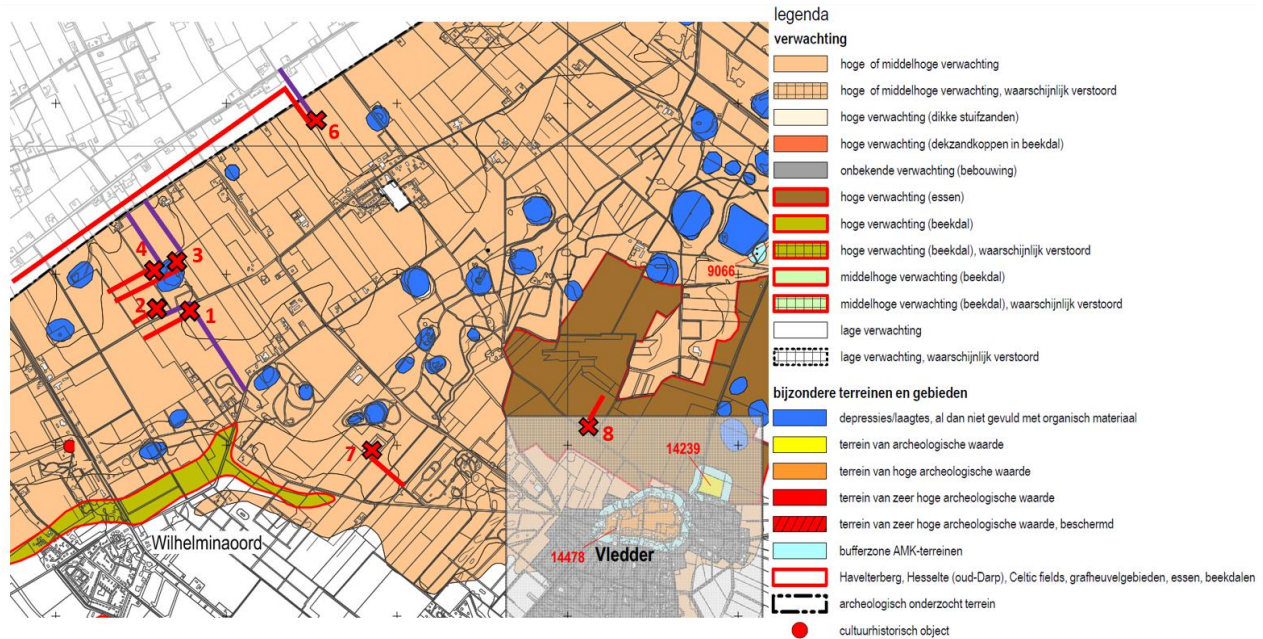 6
4
3
2
1
7
8
9066
14239
14478
Wilhelminaoord
Vledder
legenda
verwachting
hoge of middelhoge verwachting
hoge of middelhoge verwachting, waarschijnlijk verstoord
hoge verwachting (dikke stuifzanden)
hoge verwachting (dekzandkoppen in beekdal)
onbekende verwachting (bebouwing)
hoge verwachting (essen)
hoge verwachting (beekdal)
hoge verwachting (beekdal), waarschijnlijk verstoord
middelhoge verwachting (beekdal)
middelhoge verwachting (beekdal), waarschijnlijk verstoord
lage verwachting
lage verwachting, waarschijnlijk verstoord
bijzondere terreinen en gebieden
depressies/laagtes, al dan niet gevuld met organisch materiaal
terrein van archeologische waarde
terrein van hoge archeologische waarde
terrein van zeer hoge archeologische waarde
terrein van zeer hoge archeologische waarde, beschermd
bufferzone AMK-terreinen
Havelterberg, Hesselte (oud-Darp), Celtic fields, grafheuvelgebieden, essen, beekdalen
archeologisch onderzocht terrein
cultuurhistorisch object